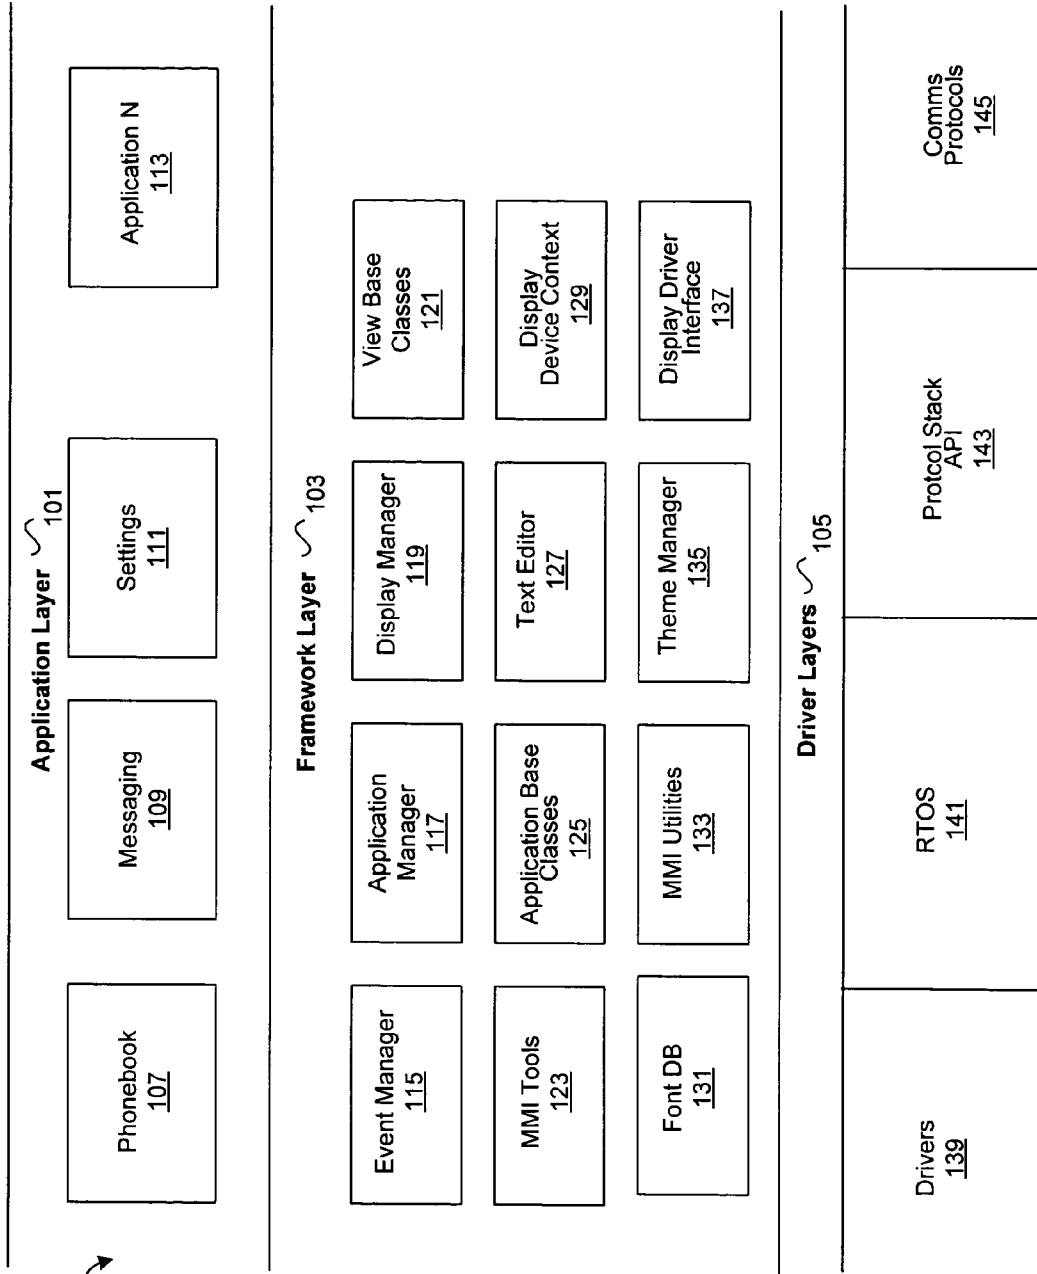 Application Layer 101
Phonebook
107
Messaging
109
Settings
111
Application N
113
Framework Layer 103
Event Manager
115
Application
Manager
117
Display Manager
119
View Base
Classes
121
MMI Tools
123
Application Base
Classes
125
Text Editor
127
Display
Device Context
129
Font DB
131
MMI Utilities
133
Theme Manager
135
Display Driver
Interface
137
Driver Layers 105
Drivers
139
RTOS
141
Protcol Stack
API
143
Comms
Protocols
145